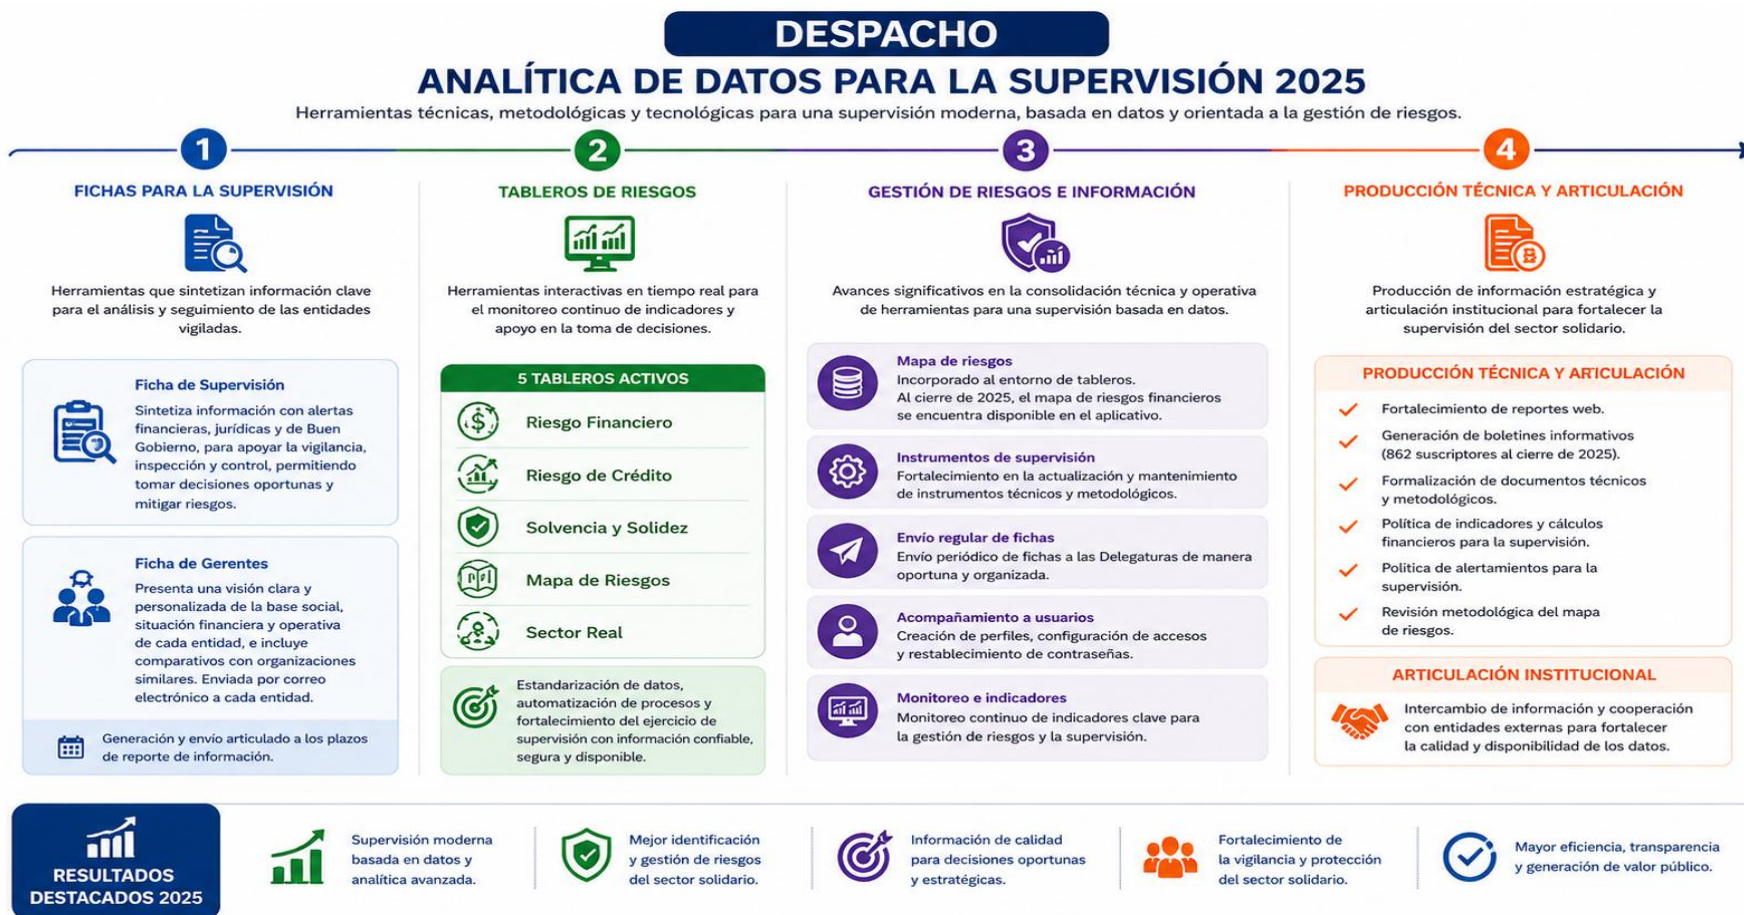 DESPACHO
ANALÍTICA DE DATOS PARA LA SUPERVISIÓN 2025
Herramientas técnicas, metodológicas y tecnológicas para una supervisión moderna, basada en datos y orientada a la gestión de riesgos.
1
FICHAS PARA LA SUPERVISIÓN
Herramientas que sintetizan información clave
para el análisis y seguimiento de las entidades
vigiladas.
Ficha de Supervisión
Sintetiza información con alertas
financieras, jurídicas y de Buen
Gobierno, para apoyar la vigilancia,
inspección y control, permitiendo
tomar decisiones oportunas y
mitigar riesgos.
Ficha de Gerentes
Presenta una visión clara y
personalizada de la base social,
situación financiera y operativa
de cada entidad, e incluye
comparativos con organizaciones
similares. Enviada por correo
electrónico a cada entidad.
Generación y envío articulado a los plazos
de reporte de información.
2
TABLEROS DE RIESGOS
Herramientas interactivas en tiempo real para
el monitoreo continuo de indicadores y
apoyo en la toma de decisiones.
5 TABLEROS ACTIVOS
Riesgo Financiero
Riesgo de Crédito
Solvencia y Solidez
Mapa de Riesgos
Sector Real
Estandarización de datos,
automatización de procesos y
fortalecimiento del ejercicio de
supervisión con información confiable,
segura y disponible.
3
GESTIÓN DE RIESGOS E INFORMACIÓN
Avances significativos en la consolidación técnica y operativa
de herramientas para una supervisión basada en datos.
Mapa de riesgos
Incorporado al entorno de tableros.
Al cierre de 2025, el mapa de riesgos financieros
se encuentra disponible en el aplicativo.
Instrumentos de supervisión
Fortalecimiento en la actualización y mantenimiento
de instrumentos técnicos y metodológicos.
Envío regular de fichas
Envío periódico de fichas a las Delegaturas de manera
oportuna y organizada.
Acompañamiento a usuarios
Creación de perfiles, configuración de accesos
y restablecimiento de contraseñas.
Monitoreo e indicadores
Monitoreo continuo de indicadores clave para
la gestión de riesgos y la supervisión.
4
PRODUCCIÓN TÉCNICA Y ARTICULACIÓN
Producción de información estratégica y
articulación institucional para fortalecer la
supervisión del sector solidario.
PRODUCCIÓN TÉCNICA Y ARTICULACIÓN
Fortalecimiento de reportes web.
Generación de boletines informativos
(862 suscriptores al cierre de 2025).
Formalización de documentos técnicos
y metodológicos.
Política de indicadores y cálculos
financieros para la supervisión.
Politica de alertamientos para la
supervisión.
Revisión metodológica del mapa
de riesgos.
ARTICULACIÓN INSTITUCIONAL
Intercambio de información y cooperación
con entidades externas para fortalecer
la calidad y disponibilidad de los datos.
RESULTADOS
DESTACADOS 2025
Supervisión moderna
basada en datos y
analítica avanzada.
Mejor identificación
y gestión de riesgos
del sector solidario.
Información de calidad
para decisiones oportunas
y estratégicas.
Fortalecimiento de
la vigilancia y protección
del sector solidario.
Mayor eficiencia, transparencia
y generación de valor público.